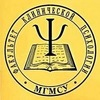 ФАКУЛЬТЕТ КЛИНИЧЕСКОЙ ПСИХОЛОГИИ
МГМСУ